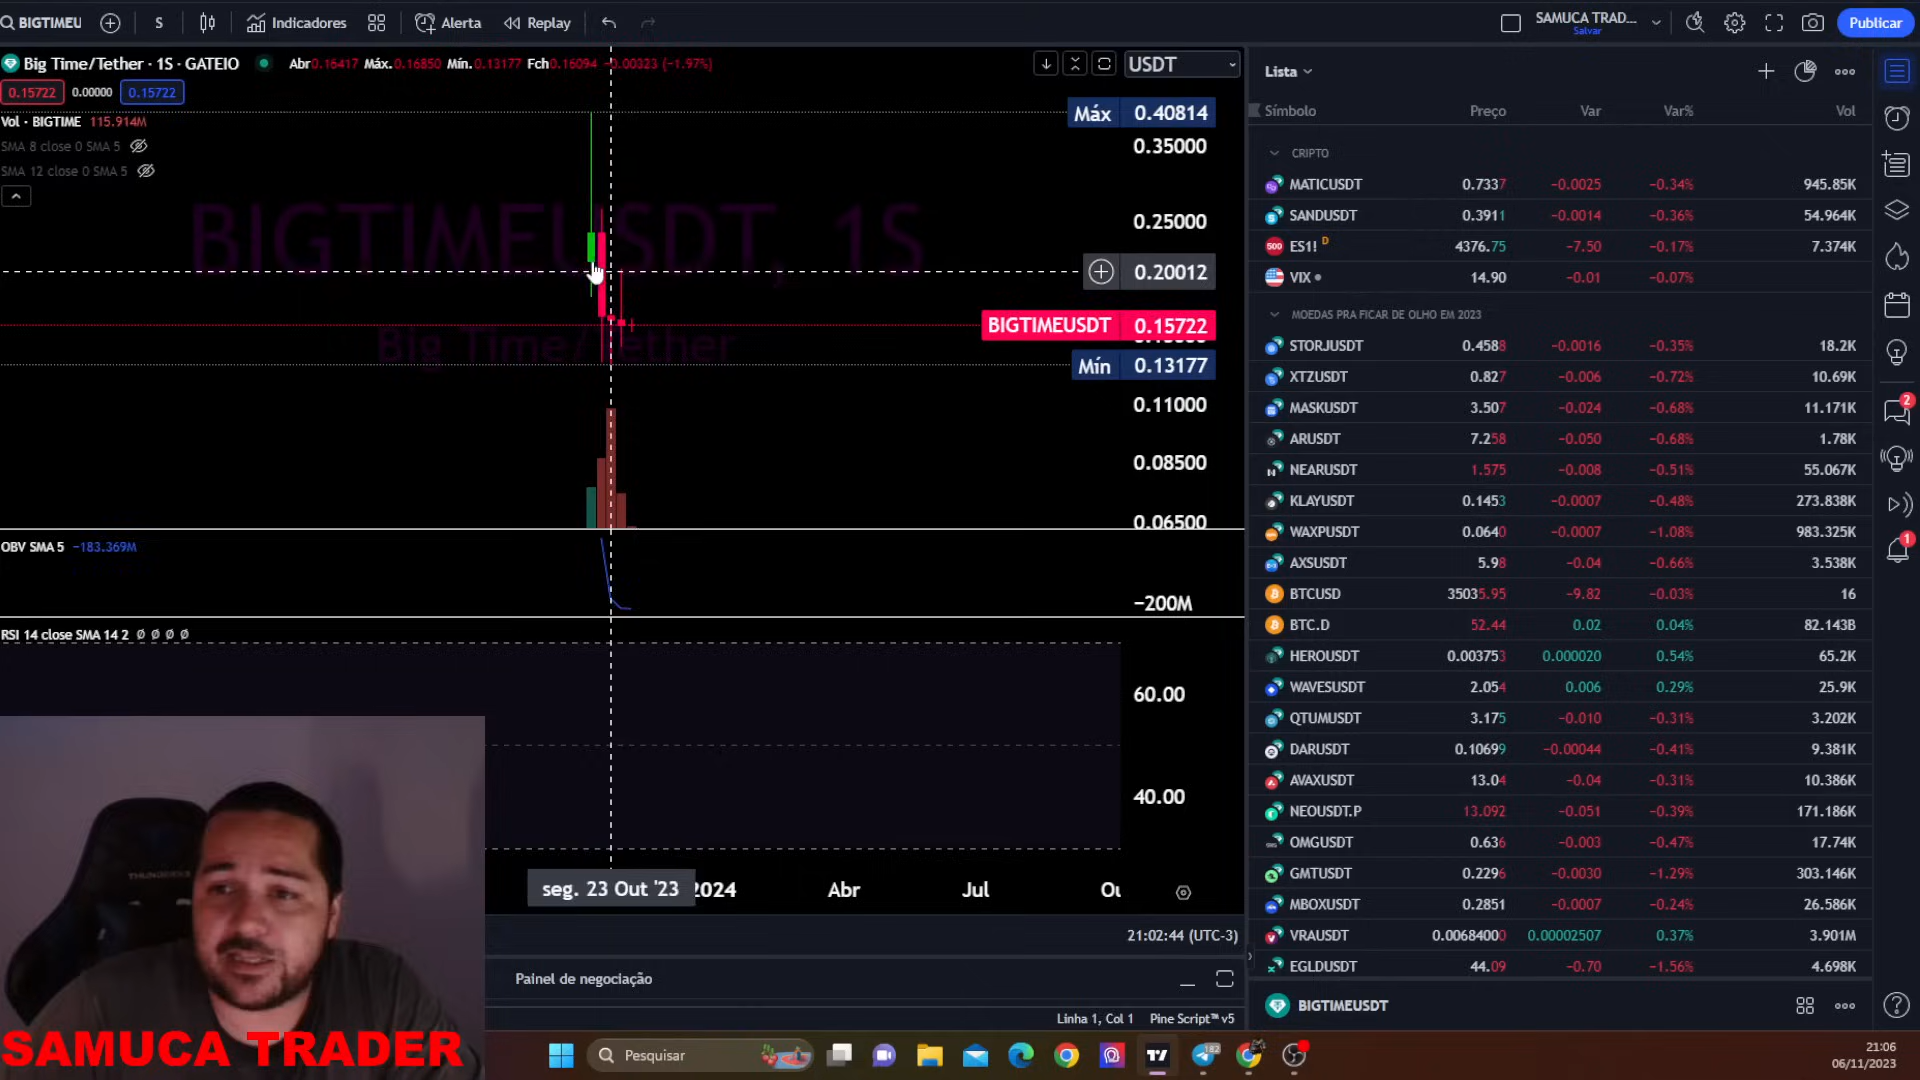 BIGTIMEU
S
Indicadores
Alerta
Replay
SAMUCA TRAD...
Salvar
Publicar
Big Time/Tether · 1S · GATEIO
Abr0.16417 Máx.0.16850 Mín.0.13177 Fch0.16094 −0.00323 (−1.97%)
USDT
0.15722
0.00000
0.15722
Vol · BIGTIME 115.914M
SMA 8 close 0 SMA 5
SMA 12 close 0 SMA 5
BIGTIMEUSDT, 1S
Big Time/Tether
Máx 0.40814
0.35000
0.25000
0.20012
BIGTIMEUSDT 0.15722
Mín 0.13177
0.11000
0.08500
0.06500
OBV SMA 5 −183.369M
−200M
RSI 14 close SMA 14 2 Ø Ø Ø Ø
60.00
40.00
seg. 23 Out '23
2024
Abr
Jul
Ou
21:02:44 (UTC-3)
Painel de negociação
Linha 1, Col 1
Pine Script™ v5
Lista
Símbolo Preço Var Var% Vol
CRIPTO
MATICUSDT 0.7337 −0.0025 −0.34% 945.85K
SANDUSDT 0.3911 −0.0014 −0.36% 54.964K
500 ES1! D 4376.75 −7.50 −0.17% 7.374K
VIX 14.90 −0.01 −0.07%
MOEDAS PRA FICAR DE OLHO EM 2023
STORJUSDT 0.4588 −0.0016 −0.35% 18.2K
XTZUSDT 0.827 −0.006 −0.72% 10.69K
MASKUSDT 3.507 −0.024 −0.68% 11.171K
ARUSDT 7.258 −0.050 −0.68% 1.78K
NEARUSDT 1.575 −0.008 −0.51% 55.067K
KLAYUSDT 0.1453 −0.0007 −0.48% 273.838K
WAXPUSDT 0.0640 −0.0007 −1.08% 983.325K
AXSUSDT 5.98 −0.04 −0.66% 3.538K
BTCUSD 35035.95 −9.82 −0.03% 16
BTC.D 52.44 0.02 0.04% 82.143B
HEROUSDT 0.003753 0.000020 0.54% 65.2K
WAVESUSDT 2.054 0.006 0.29% 25.9K
QTUMUSDT 3.175 −0.010 −0.31% 3.202K
DARUSDT 0.10699 −0.00044 −0.41% 9.381K
AVAXUSDT 13.04 −0.04 −0.31% 10.386K
NEOUSDT.P 13.092 −0.051 −0.39% 171.186K
OMGUSDT 0.636 −0.003 −0.47% 17.74K
GMTUSDT 0.2296 −0.0030 −1.29% 303.146K
MBOXUSDT 0.2851 −0.0007 −0.24% 26.586K
VRAUSDT 0.0068400 0.00002507 0.37% 3.901M
EGLDUSDT 44.09 −0.70 −1.56% 4.698K
BIGTIMEUSDT
2
1
SAMUCA TRADER
Pesquisar
182
21:06
06/11/2023